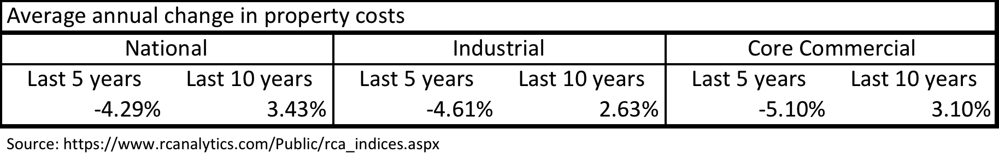 Average annual change in property costs
National Industrial Core Commercial
Last 5 years Last 10 years Last 5 years Last 10 years Last 5 years Last 10 years
-4.29% 3.43% -4.61% 2.63% -5.10% 3.10%
Source: https://www.rcanalytics.com/Public/rca_indices.aspx